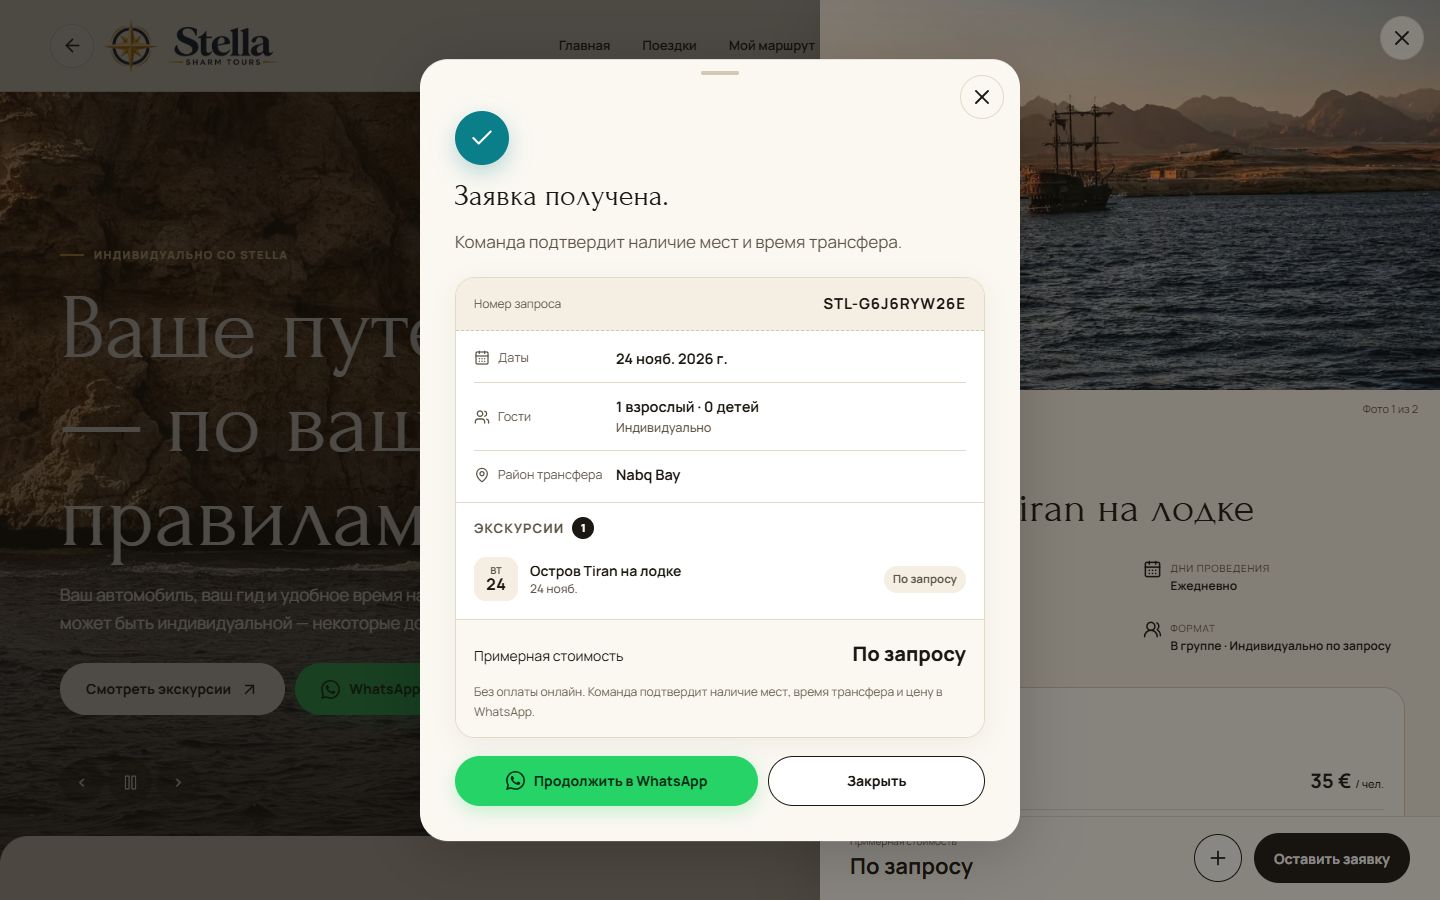 Stella
SHARM TOURS
Главная
Поездки
Мой маршрут
ИНДИВИДУАЛЬНО СО STELLA
Ваше путе
— по ваш
правилам
Ваш автомобиль, ваш гид и удобное время на
может быть индивидуальной — некоторые до
Смотреть экскурсии
WhatsApp
Заявка получена.
Команда подтвердит наличие мест и время трансфера.
Номер запроса
STL-G6J6RYW26E
Даты
24 нояб. 2026 г.
Гости
1 взрослый · 0 детей
Индивидуально
Район трансфера
Nabq Bay
ЭКСКУРСИИ 1
ВТ
24
Остров Tiran на лодке
24 нояб.
По запросу
Примерная стоимость
По запросу
Без оплаты онлайн. Команда подтвердит наличие мест, время трансфера и цену в
WhatsApp.
Продолжить в WhatsApp
Закрыть
Фото 1 из 2
iran на лодке
ДНИ ПРОВЕДЕНИЯ
Ежедневно
ФОРМАТ
В группе · Индивидуально по запросу
35 € / чел.
Примерная стоимость
По запросу
Оставить заявку